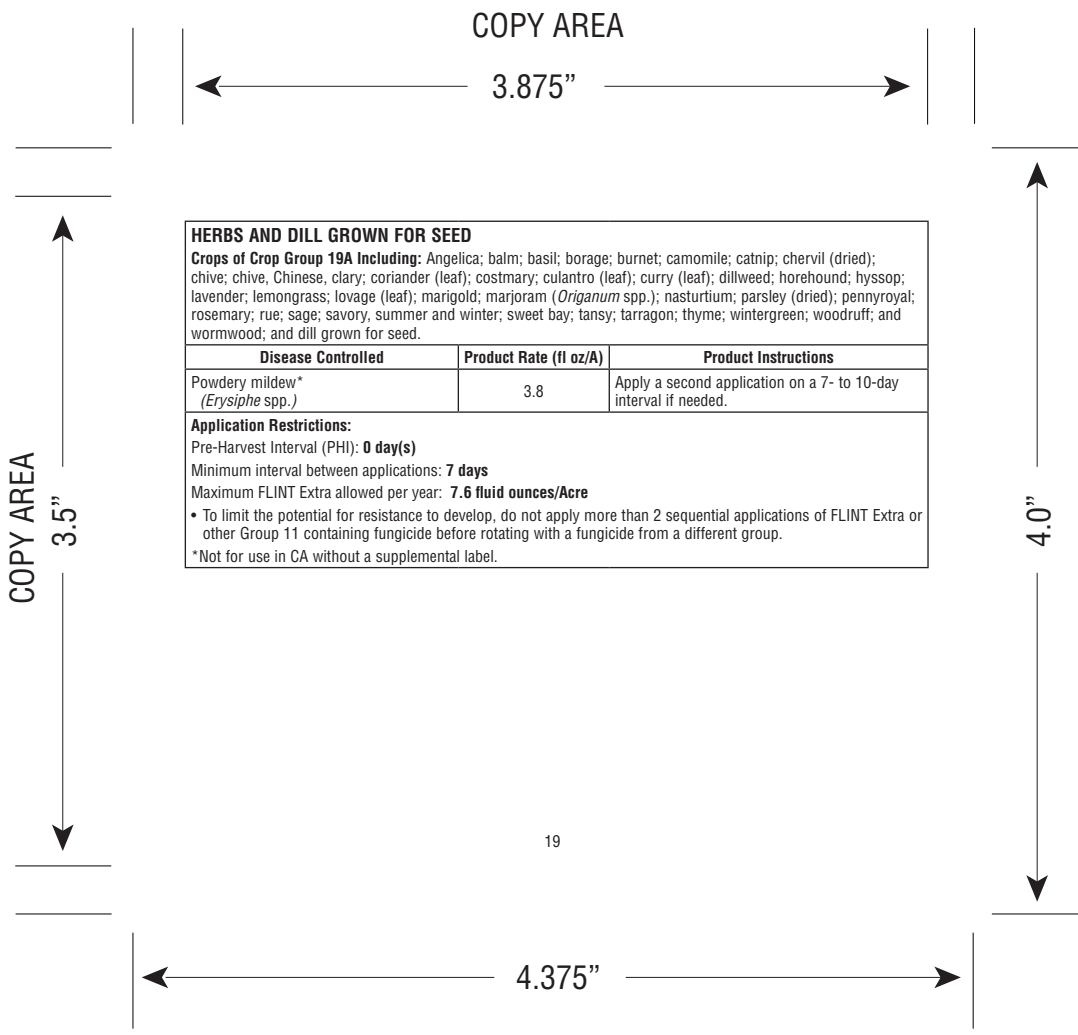 COPY AREA
3.875”
HERBS AND DILL GROWN FOR SEED
Crops of Crop Group 19A Including: Angelica; balm; basil; borage; burnet; camomile; catnip; chervil (dried);
chive; chive, Chinese, clary; coriander (leaf); costmary; culantro (leaf); curry (leaf); dillweed; horehound; hyssop;
lavender; lemongrass; lovage (leaf); marigold; marjoram (Origanum spp.); nasturtium; parsley (dried); pennyroyal;
rosemary; rue; sage; savory, summer and winter; sweet bay; tansy; tarragon; thyme; wintergreen; woodruff; and
wormwood; and dill grown for seed.
Disease Controlled Product Rate (fl oz/A) Product Instructions
Powdery mildew*
(Erysiphe spp.)
3.8
Apply a second application on a 7- to 10-day
interval if needed.
Application Restrictions:
Pre-Harvest Interval (PHI): 0 day(s)
Minimum interval between applications: 7 days
Maximum FLINT Extra allowed per year: 7.6 fluid ounces/Acre
• To limit the potential for resistance to develop, do not apply more than 2 sequential applications of FLINT Extra or
other Group 11 containing fungicide before rotating with a fungicide from a different group.
*Not for use in CA without a supplemental label.
COPY AREA
3.5”
4.0”
19
4.375”